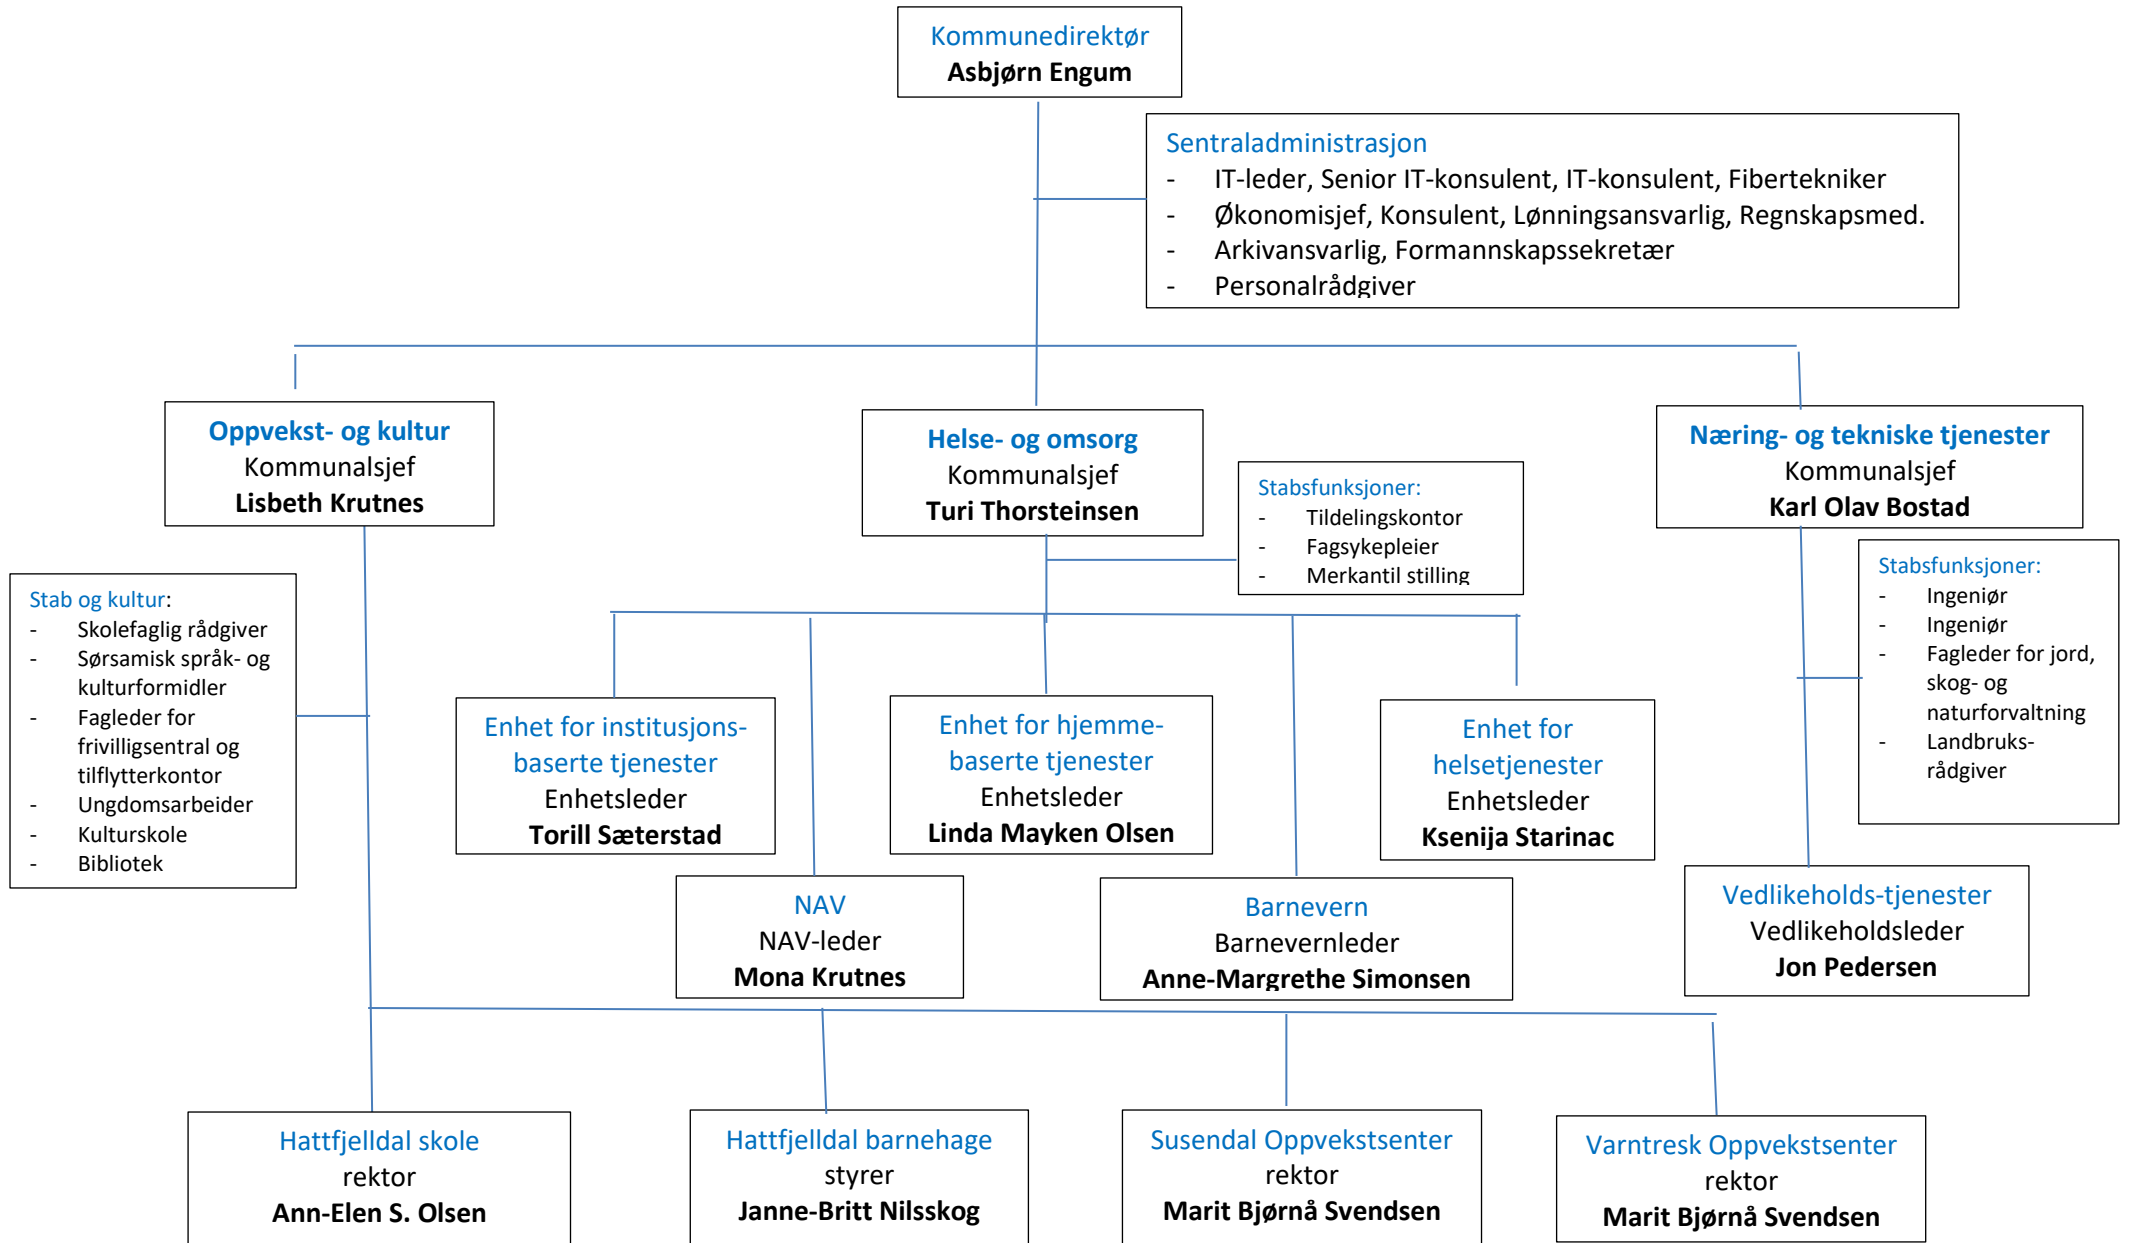 Kommunedirektør
Asbjørn Engum
Sentraladministrasjon
- IT-leder, Senior IT-konsulent, IT-konsulent, Fibertekniker
- Økonomisjef, Konsulent, Lønningsansvarlig, Regnskapsmed.
- Arkivansvarlig, Formannskapssekretær
- Personalrådgiver
Oppvekst- og kultur
Kommunalsjef
Lisbeth Krutnes
Helse- og omsorg
Kommunalsjef
Turi Thorsteinsen
Næring- og tekniske tjenester
Kommunalsjef
Karl Olav Bostad
Stabsfunksjoner:
- Tildelingskontor
- Fagsykepleier
- Merkantil stilling
Stabsfunksjoner:
- Ingeniør
- Ingeniør
- Fagleder for jord,
skog- og
naturforvaltning
- Landbruks-
rådgiver
Stab og kultur:
- Skolefaglig rådgiver
- Sørsamisk språk- og
kulturformidler
- Fagleder for
frivilligsentral og
tilflytterkontor
- Ungdomsarbeider
- Kulturskole
- Bibliotek
Enhet for institusjons-
baserte tjenester
Enhetsleder
Torill Sæterstad
Enhet for hjemme-
baserte tjenester
Enhetsleder
Linda Mayken Olsen
Enhet for
helsetjenester
Enhetsleder
Ksenija Starinac
NAV
NAV-leder
Mona Krutnes
Barnevern
Barnevernleder
Anne-Margrethe Simonsen
Vedlikeholds-tjenester
Vedlikeholdsleder
Jon Pedersen
Hattfjelldal skole
rektor
Ann-Elen S. Olsen
Hattfjelldal barnehage
styrer
Janne-Britt Nilsskog
Susendal Oppvekstsenter
rektor
Marit Bjørnå Svendsen
Varntresk Oppvekstsenter
rektor
Marit Bjørnå Svendsen